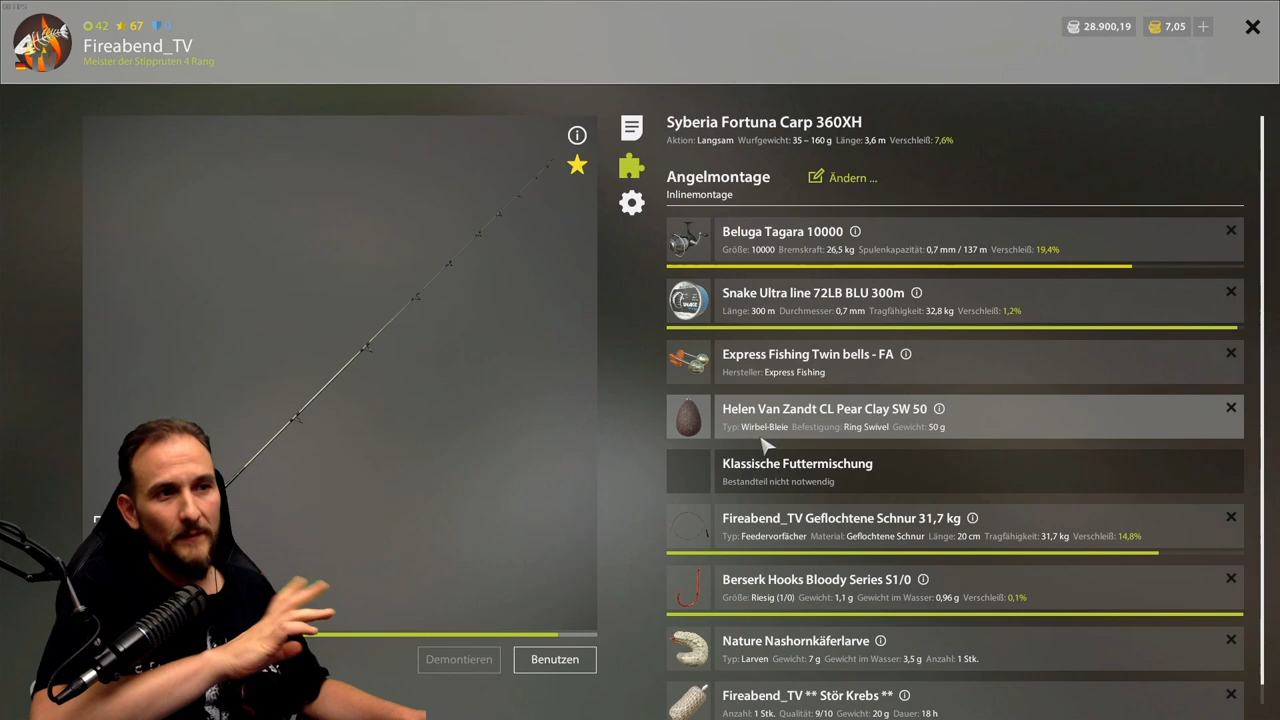 42 67 0
Fireabend_TV
Meister der Stippruten 4 Rang
28.900,19 7,05
Syberia Fortuna Carp 360XH
Aktion: Langsam Wurfgewicht: 35 – 160 g Länge: 3,6 m Verschleiß: 7,6%
Angelmontage
Ändern ...
Inlinemontage
Beluga Tagara 10000
Größe: 10000 Bremskraft: 26,5 kg Spulenkapazität: 0,7 mm / 137 m Verschleiß: 19,4%
Snake Ultra line 72LB BLU 300m
Länge: 300 m Durchmesser: 0,7 mm Tragfähigkeit: 32,8 kg Verschleiß: 1,2%
Express Fishing Twin bells - FA
Hersteller: Express Fishing
Helen Van Zandt CL Pear Clay SW 50
Typ: Wirbel-Bleie Befestigung: Ring Swivel Gewicht: 50 g
Klassische Futtermischung
Bestandteil nicht notwendig
Fireabend_TV Geflochtene Schnur 31,7 kg
Typ: Feedervorfächer Material: Geflochtene Schnur Länge: 20 cm Tragfähigkeit: 31,7 kg Verschleiß: 14,8%
Berserk Hooks Bloody Series S1/0
Größe: Riesig (1/0) Gewicht: 1,1 g Gewicht im Wasser: 0,96 g Verschleiß: 0,1%
Nature Nashornkäferlarve
Typ: Larven Gewicht: 7 g Gewicht im Wasser: 3,5 g Anzahl: 1 Stk.
Fireabend_TV ** Stör Krebs **
Anzahl: 1 Stk. Qualität: 9/10 Gewicht: 20 g Dauer: 18 h
Demontieren
Benutzen